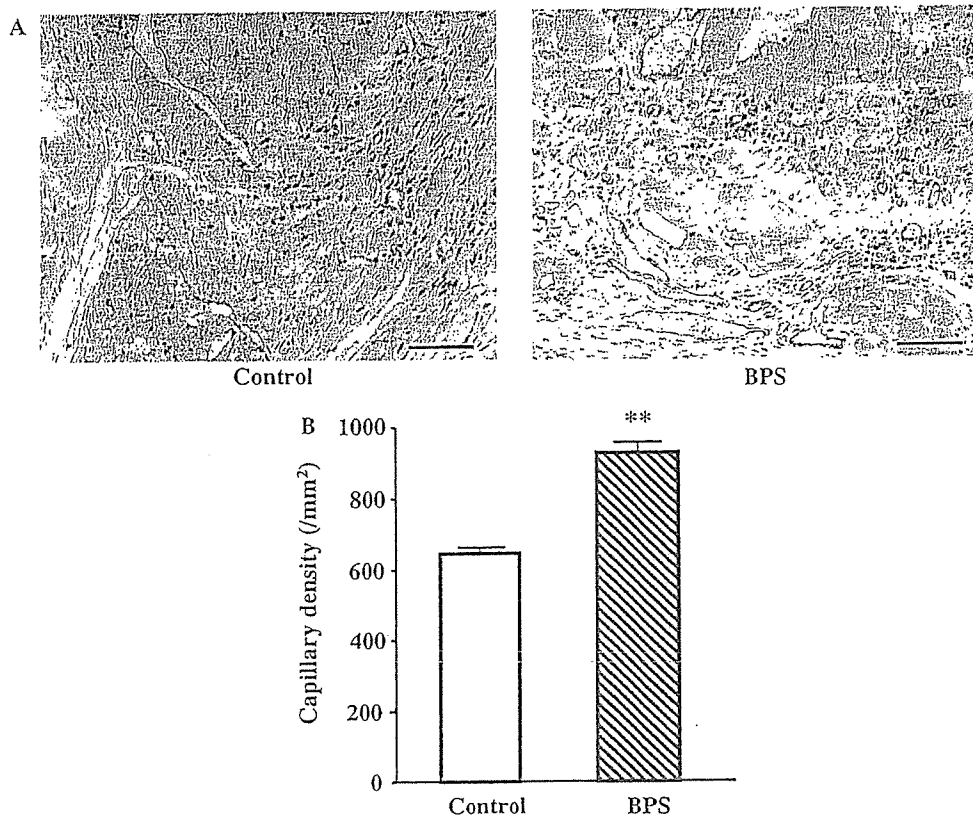 A
Control
BPS
B
**
Capillary density (/mm²)
1000
800
600
400
200
0
Control
BPS